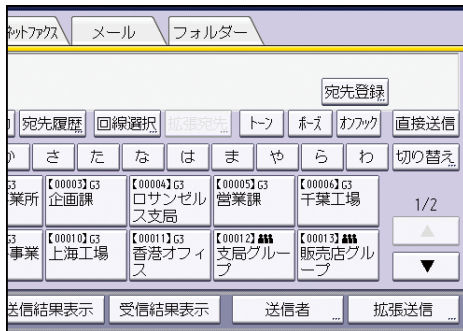 ﾈｯﾄﾌｧｸｽ メール フォルダー
宛先登録
宛先履歴 回線選択 拡張宛先 トーン ポーズ オンフック 直接送信
か さ た な は ま や ら わ 切の替え
G3 【00003】G3 【00004】G3 【00005】G3 【00006】G3
業所 企画課 ロサンゼル
ス支局 営業課 千葉工場
1/2
G3 【00010】G3 【00011】G3 【00012】 【00013】
事業 上海工場 香港オフィ
ス 支局グルー
プ 販売店グル
ープ
送信結果表示 受信結果表示 送信者 拡張送信